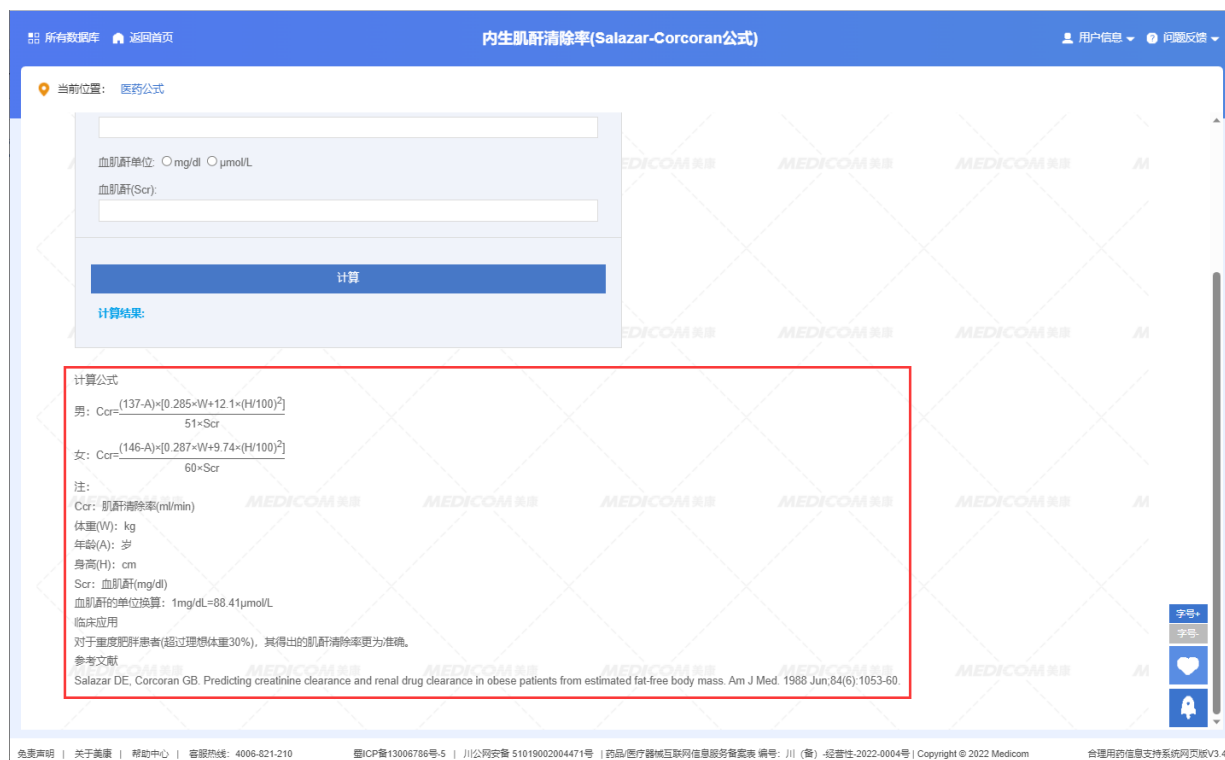 所有数据库 返回首页 内生肌酐清除率(Salazar-Corcoran公式) 用户信息 问题反馈
当前位置： 医药公式
血肌酐单位: mg/dl μmol/L
血肌酐(Scr):
计算
计算结果:
计算公式
男：Ccr=(137-A)×[0.285×W+12.1×(H/100)²]
51×Scr
女：Ccr=(146-A)×[0.287×W+9.74×(H/100)²]
60×Scr
注：
Ccr：肌酐清除率(ml/min)
体重(W)：kg
年龄(A)：岁
身高(H)：cm
Scr：血肌酐(mg/dl)
血肌酐的单位换算：1mg/dL=88.41μmol/L
临床应用
对于重度肥胖患者(超过理想体重30%)，其得出的肌酐清除率更为准确。
参考文献
Salazar DE, Corcoran GB. Predicting creatinine clearance and renal drug clearance in obese patients from estimated fat-free body mass. Am J Med. 1988 Jun;84(6):1053-60.
字号+
字号-
MEDICOM 美康
免责声明 | 关于美康 | 帮助中心 | 客服热线：4006-821-210 蜀ICP备13006786号-5 | 川公网安备 51019002004471号 | 药品/医疗器械互联网信息服务备案表 编号：川（备）-经营性-2022-0004号 | Copyright © 2022 Medicom 合理用药信息支持系统网页版V3.4